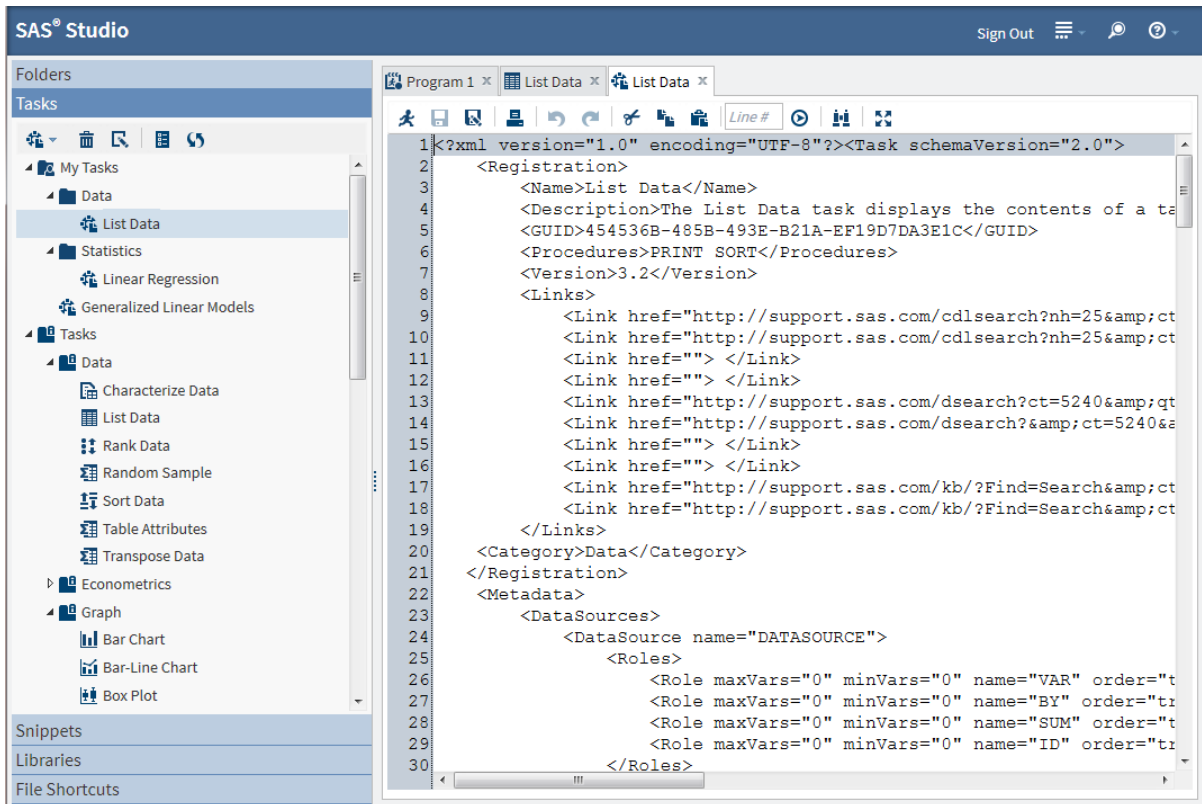 SAS® Studio
Sign Out
Folders
Tasks
My Tasks
Data
List Data
Statistics
Linear Regression
Generalized Linear Models
Tasks
Data
Characterize Data
List Data
Rank Data
Random Sample
Sort Data
Table Attributes
Transpose Data
Econometrics
Graph
Bar Chart
Bar-Line Chart
Box Plot
Snippets
Libraries
File Shortcuts
Program 1 × List Data × List Data ×
Line #
1 <?xml version="1.0" encoding="UTF-8"?><Task schemaVersion="2.0">
2 <Registration>
3 <Name>List Data</Name>
4 <Description>The List Data task displays the contents of a ta
5 <GUID>454536B-485B-493E-B21A-EF19D7DA3E1C</GUID>
6 <Procedures>PRINT SORT</Procedures>
7 <Version>3.2</Version>
8 <Links>
9 <Link href="http://support.sas.com/cdlsearch?nh=25&amp;ct
10 <Link href="http://support.sas.com/cdlsearch?nh=25&amp;ct
11 <Link href=""> </Link>
12 <Link href=""> </Link>
13 <Link href="http://support.sas.com/dsearch?ct=5240&amp;qt
14 <Link href="http://support.sas.com/dsearch?&amp;ct=5240&a
15 <Link href=""> </Link>
16 <Link href=""> </Link>
17 <Link href="http://support.sas.com/kb/?Find=Search&amp;ct
18 <Link href="http://support.sas.com/kb/?Find=Search&amp;ct
19 </Links>
20 <Category>Data</Category>
21 </Registration>
22 <Metadata>
23 <DataSources>
24 <DataSource name="DATASOURCE">
25 <Roles>
26 <Role maxVars="0" minVars="0" name="VAR" order="t
27 <Role maxVars="0" minVars="0" name="BY" order="tr
28 <Role maxVars="0" minVars="0" name="SUM" order="t
29 <Role maxVars="0" minVars="0" name="ID" order="tr
30 </Roles>